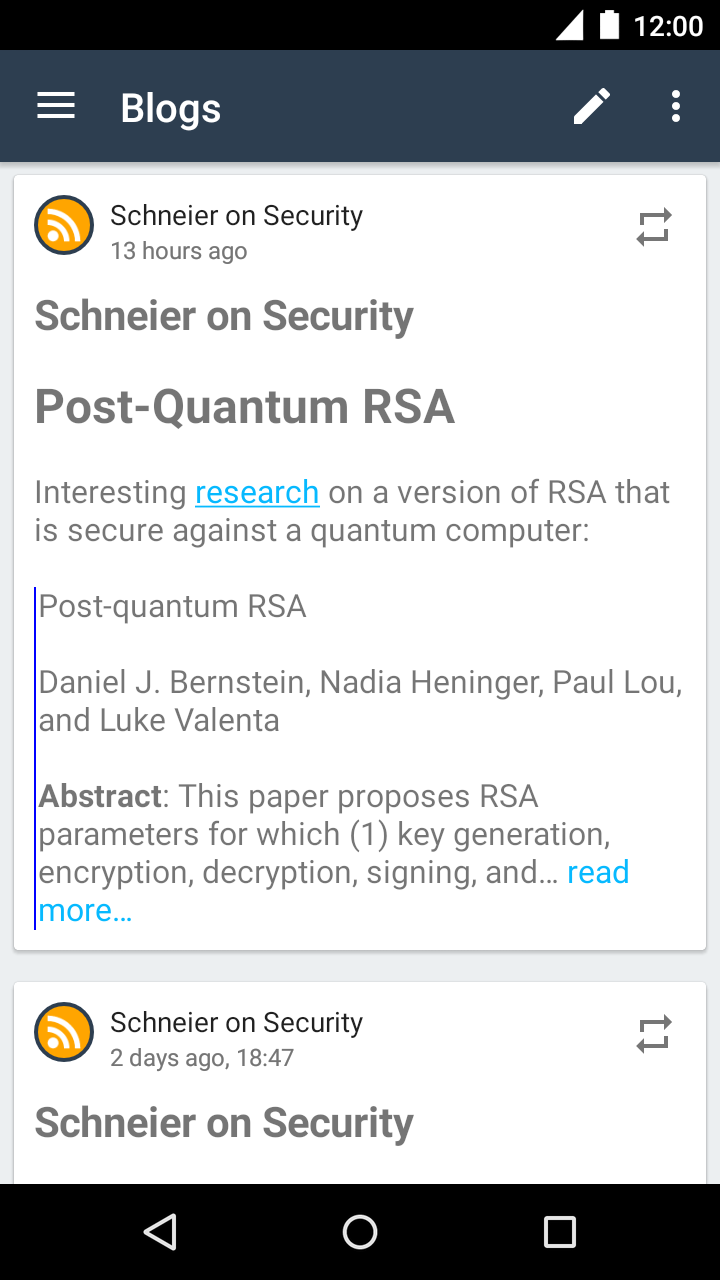 12:00
Blogs
Schneier on Security
13 hours ago
Schneier on Security
Post-Quantum RSA
Interesting research on a version of RSA that
is secure against a quantum computer:
Post-quantum RSA
Daniel J. Bernstein, Nadia Heninger, Paul Lou,
and Luke Valenta
Abstract: This paper proposes RSA
parameters for which (1) key generation,
encryption, decryption, signing, and… read
more…
Schneier on Security
2 days ago, 18:47
Schneier on Security